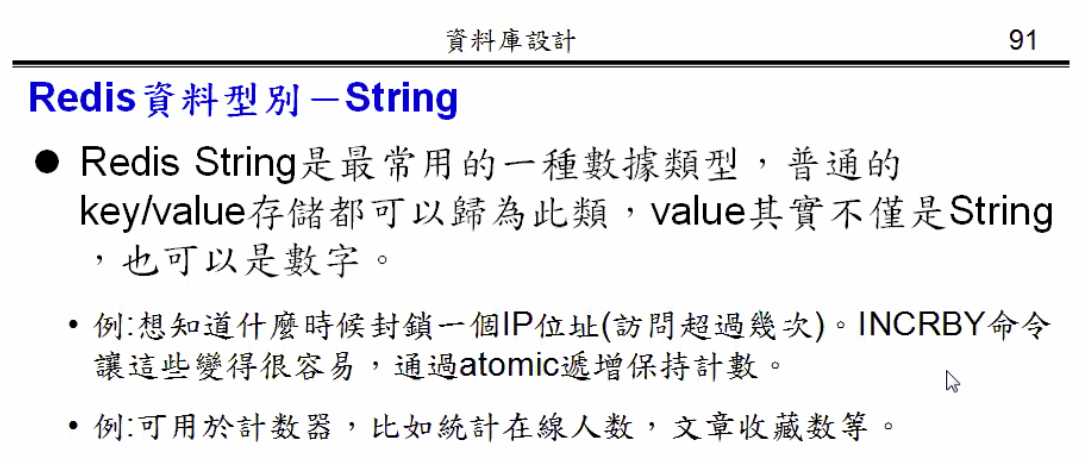 資料庫設計 91
Redis資料型別－String
● Redis String是最常用的一種數據類型，普通的
key/value存儲都可以歸為此類，value其實不僅是String
，也可以是數字。
• 例:想知道什麼時候封鎖一個IP位址(訪問超過幾次)。INCRBY命令
讓這些變得很容易，通過atomic遞增保持計數。
• 例:可用於計数器，比如統計在線人数，文章收藏数等。